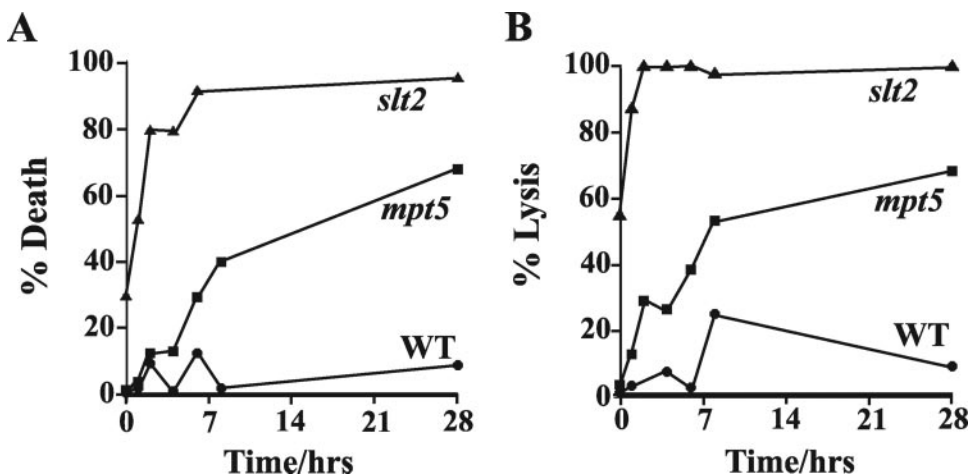 A
% Death
100
80
60
40
20
0
slt2
mpt5
WT
0 7 14 21 28
Time/hrs
B
% Lysis
100
80
60
40
20
0
slt2
mpt5
WT
0 7 14 21 28
Time/hrs